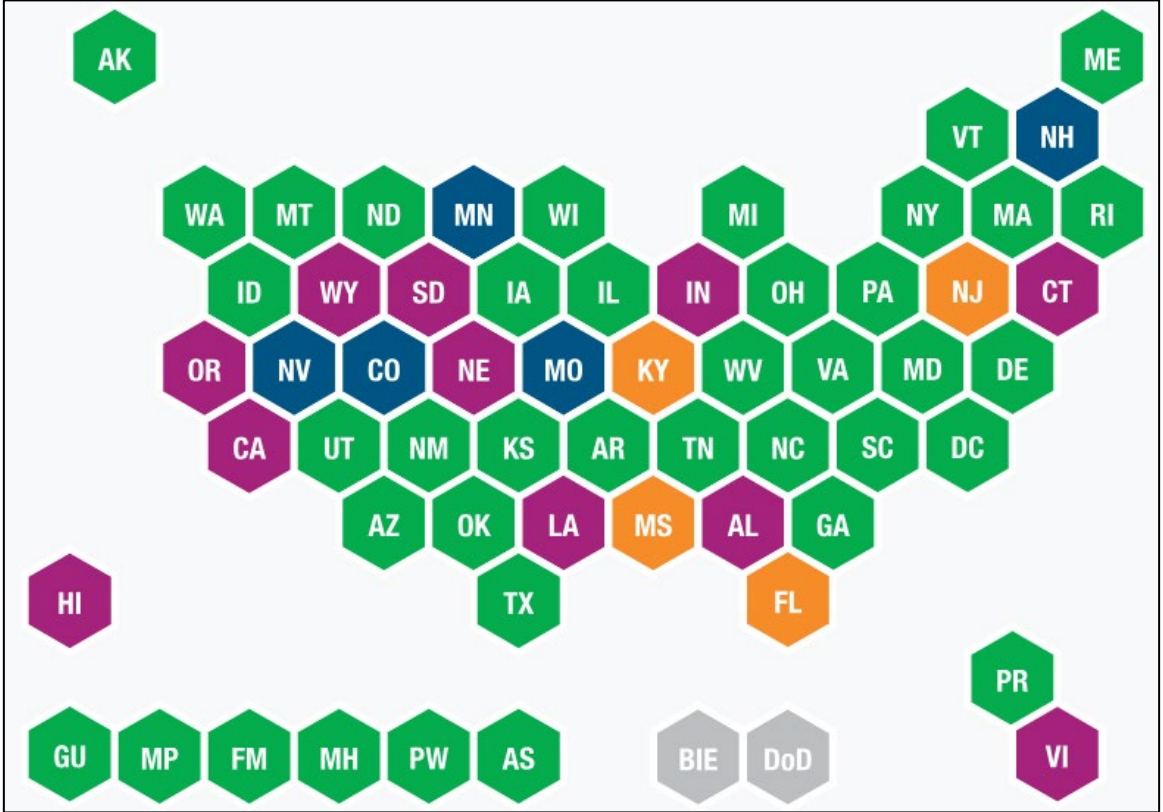 AK ME
VT NH
WA MT ND MN WI MI NY MA RI
ID WY SD IA IL IN OH PA NJ CT
OR NV CO NE MO KY WV VA MD DE
CA UT NM KS AR TN NC SC DC
AZ OK LA MS AL GA
HI TX FL
PR
GU MP FM MH PW AS BIE DoD VI